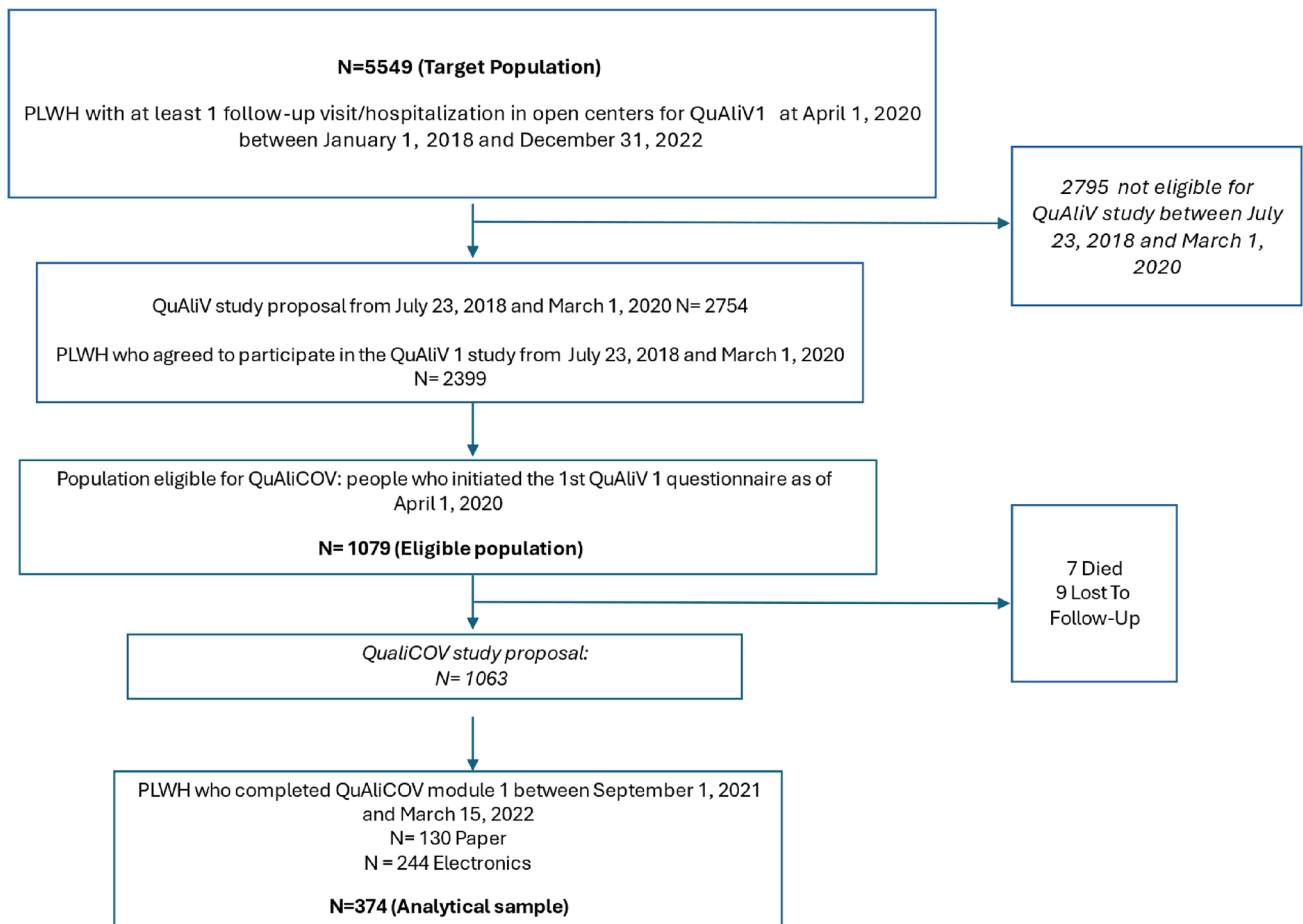 N=5549 (Target Population)
PLWH with at least 1 follow-up visit/hospitalization in open centers for QuAliV1 at April 1, 2020
between January 1, 2018 and December 31, 2022
2795 not eligible for
QuAliV study between July
23, 2018 and March 1,
2020
QuAliV study proposal from July 23, 2018 and March 1, 2020 N= 2754
PLWH who agreed to participate in the QuAliV 1 study from July 23, 2018 and March 1, 2020
N= 2399
Population eligible for QuAliCOV: people who initiated the 1st QuAliV 1 questionnaire as of
April 1, 2020
N= 1079 (Eligible population)
7 Died
9 Lost To
Follow-Up
QualiCOV study proposal:
N= 1063
PLWH who completed QuAliCOV module 1 between September 1, 2021
and March 15, 2022
N= 130 Paper
N = 244 Electronics
N=374 (Analytical sample)